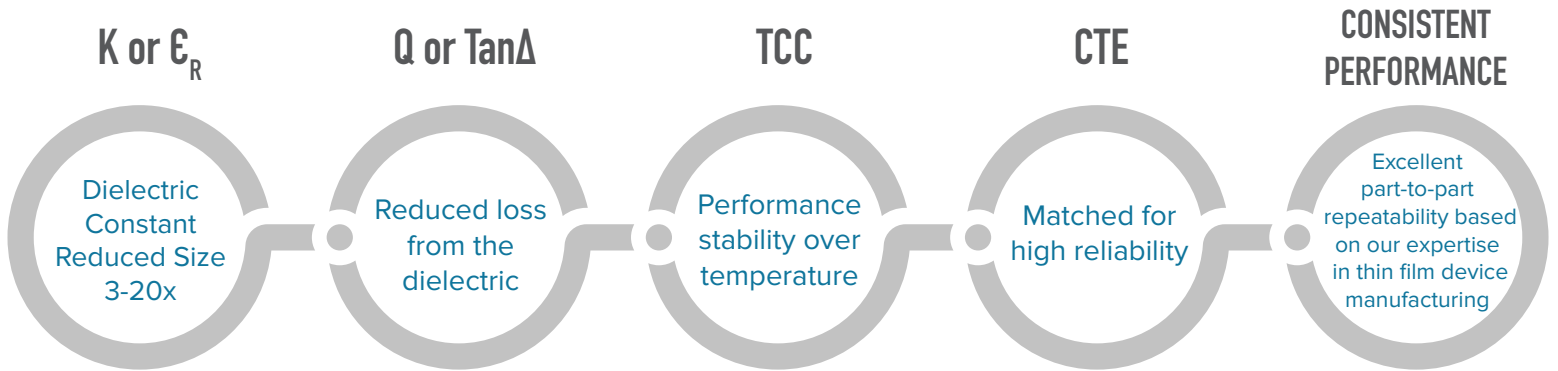 K or ЄR
Dielectric
Constant
Reduced Size
3-20x
Q or TanΔ
Reduced loss
from the
dielectric
TCC
Performance
stability over
temperature
CTE
Matched for
high reliability
CONSISTENT
PERFORMANCE
Excellent
part-to-part
repeatability based
on our expertise
in thin film device
manufacturing